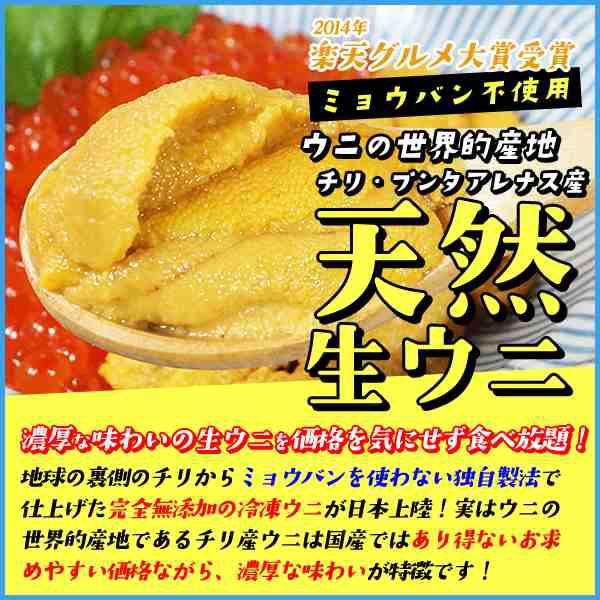 2014年
楽天グルメ大賞受賞
ミョウバン不使用
ウニの世界的産地
チリ・プンタアレナス産
天然
生ウニ
濃厚な味わいの生ウニを価格を気にせず食べ放題！
地球の裏側のチリからミョウバンを使わない独自製法で
仕上げた完全無添加の冷凍ウニが日本上陸！実はウニの
世界的産地であるチリ産ウニは国産ではあり得ないお求
めやすい価格ながら、濃厚な味わいが特徴です！